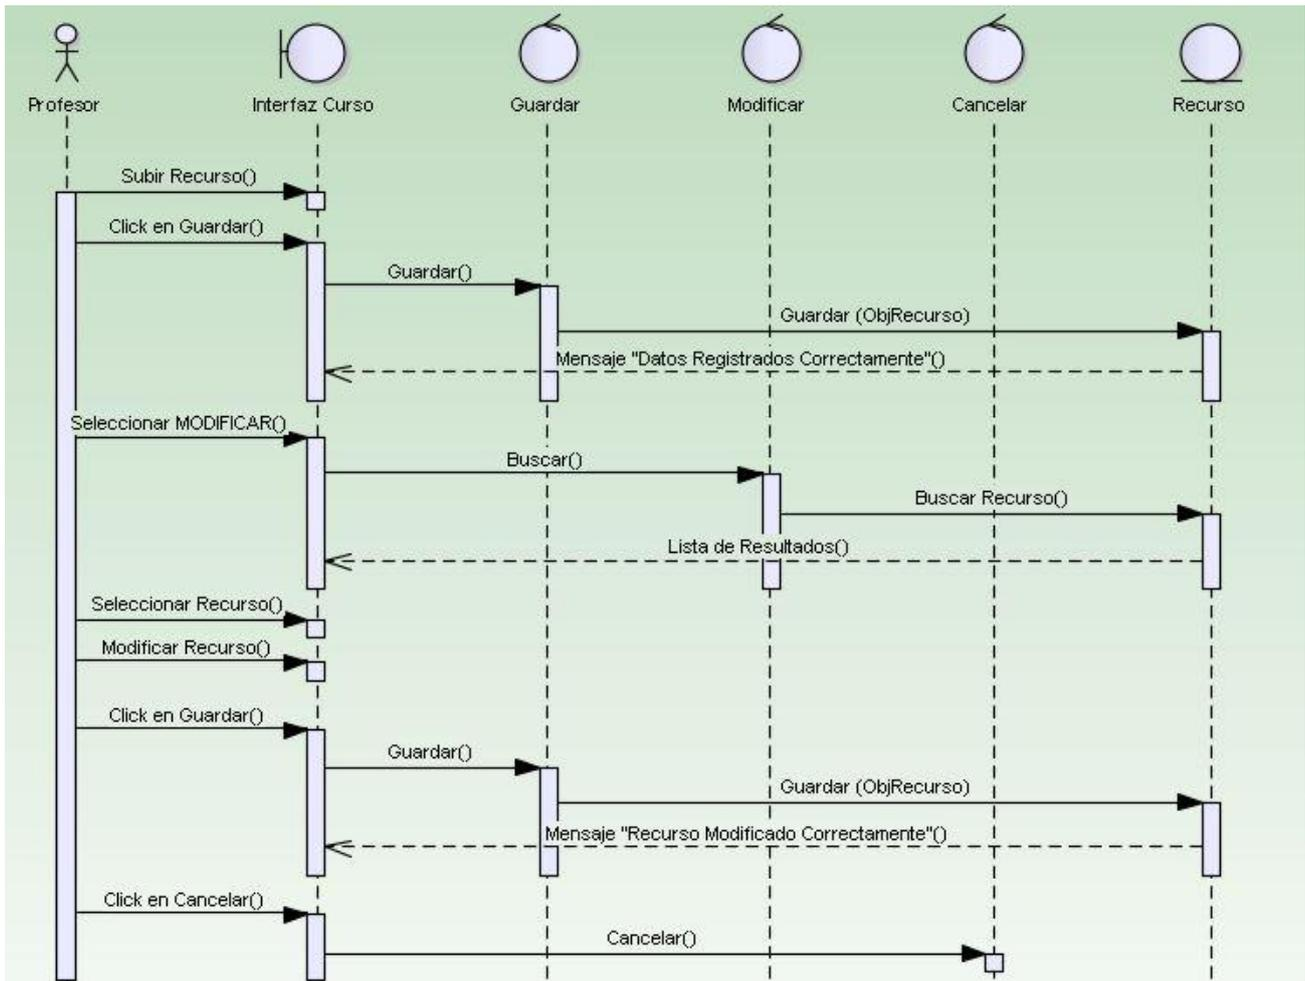 Profesor
Interfaz Curso
Guardar
Modificar
Cancelar
Recurso
Subir Recurso()
Click en Guardar()
Guardar()
Guardar (ObjRecurso)
Mensaje "Datos Registrados Correctamente"()
Seleccionar MODIFICAR()
Buscar()
Buscar Recurso()
Lista de Resultados()
Seleccionar Recurso()
Modificar Recurso()
Click en Guardar()
Guardar()
Guardar (ObjRecurso)
Mensaje "Recurso Modificado Correctamente"()
Click en Cancelar()
Cancelar()